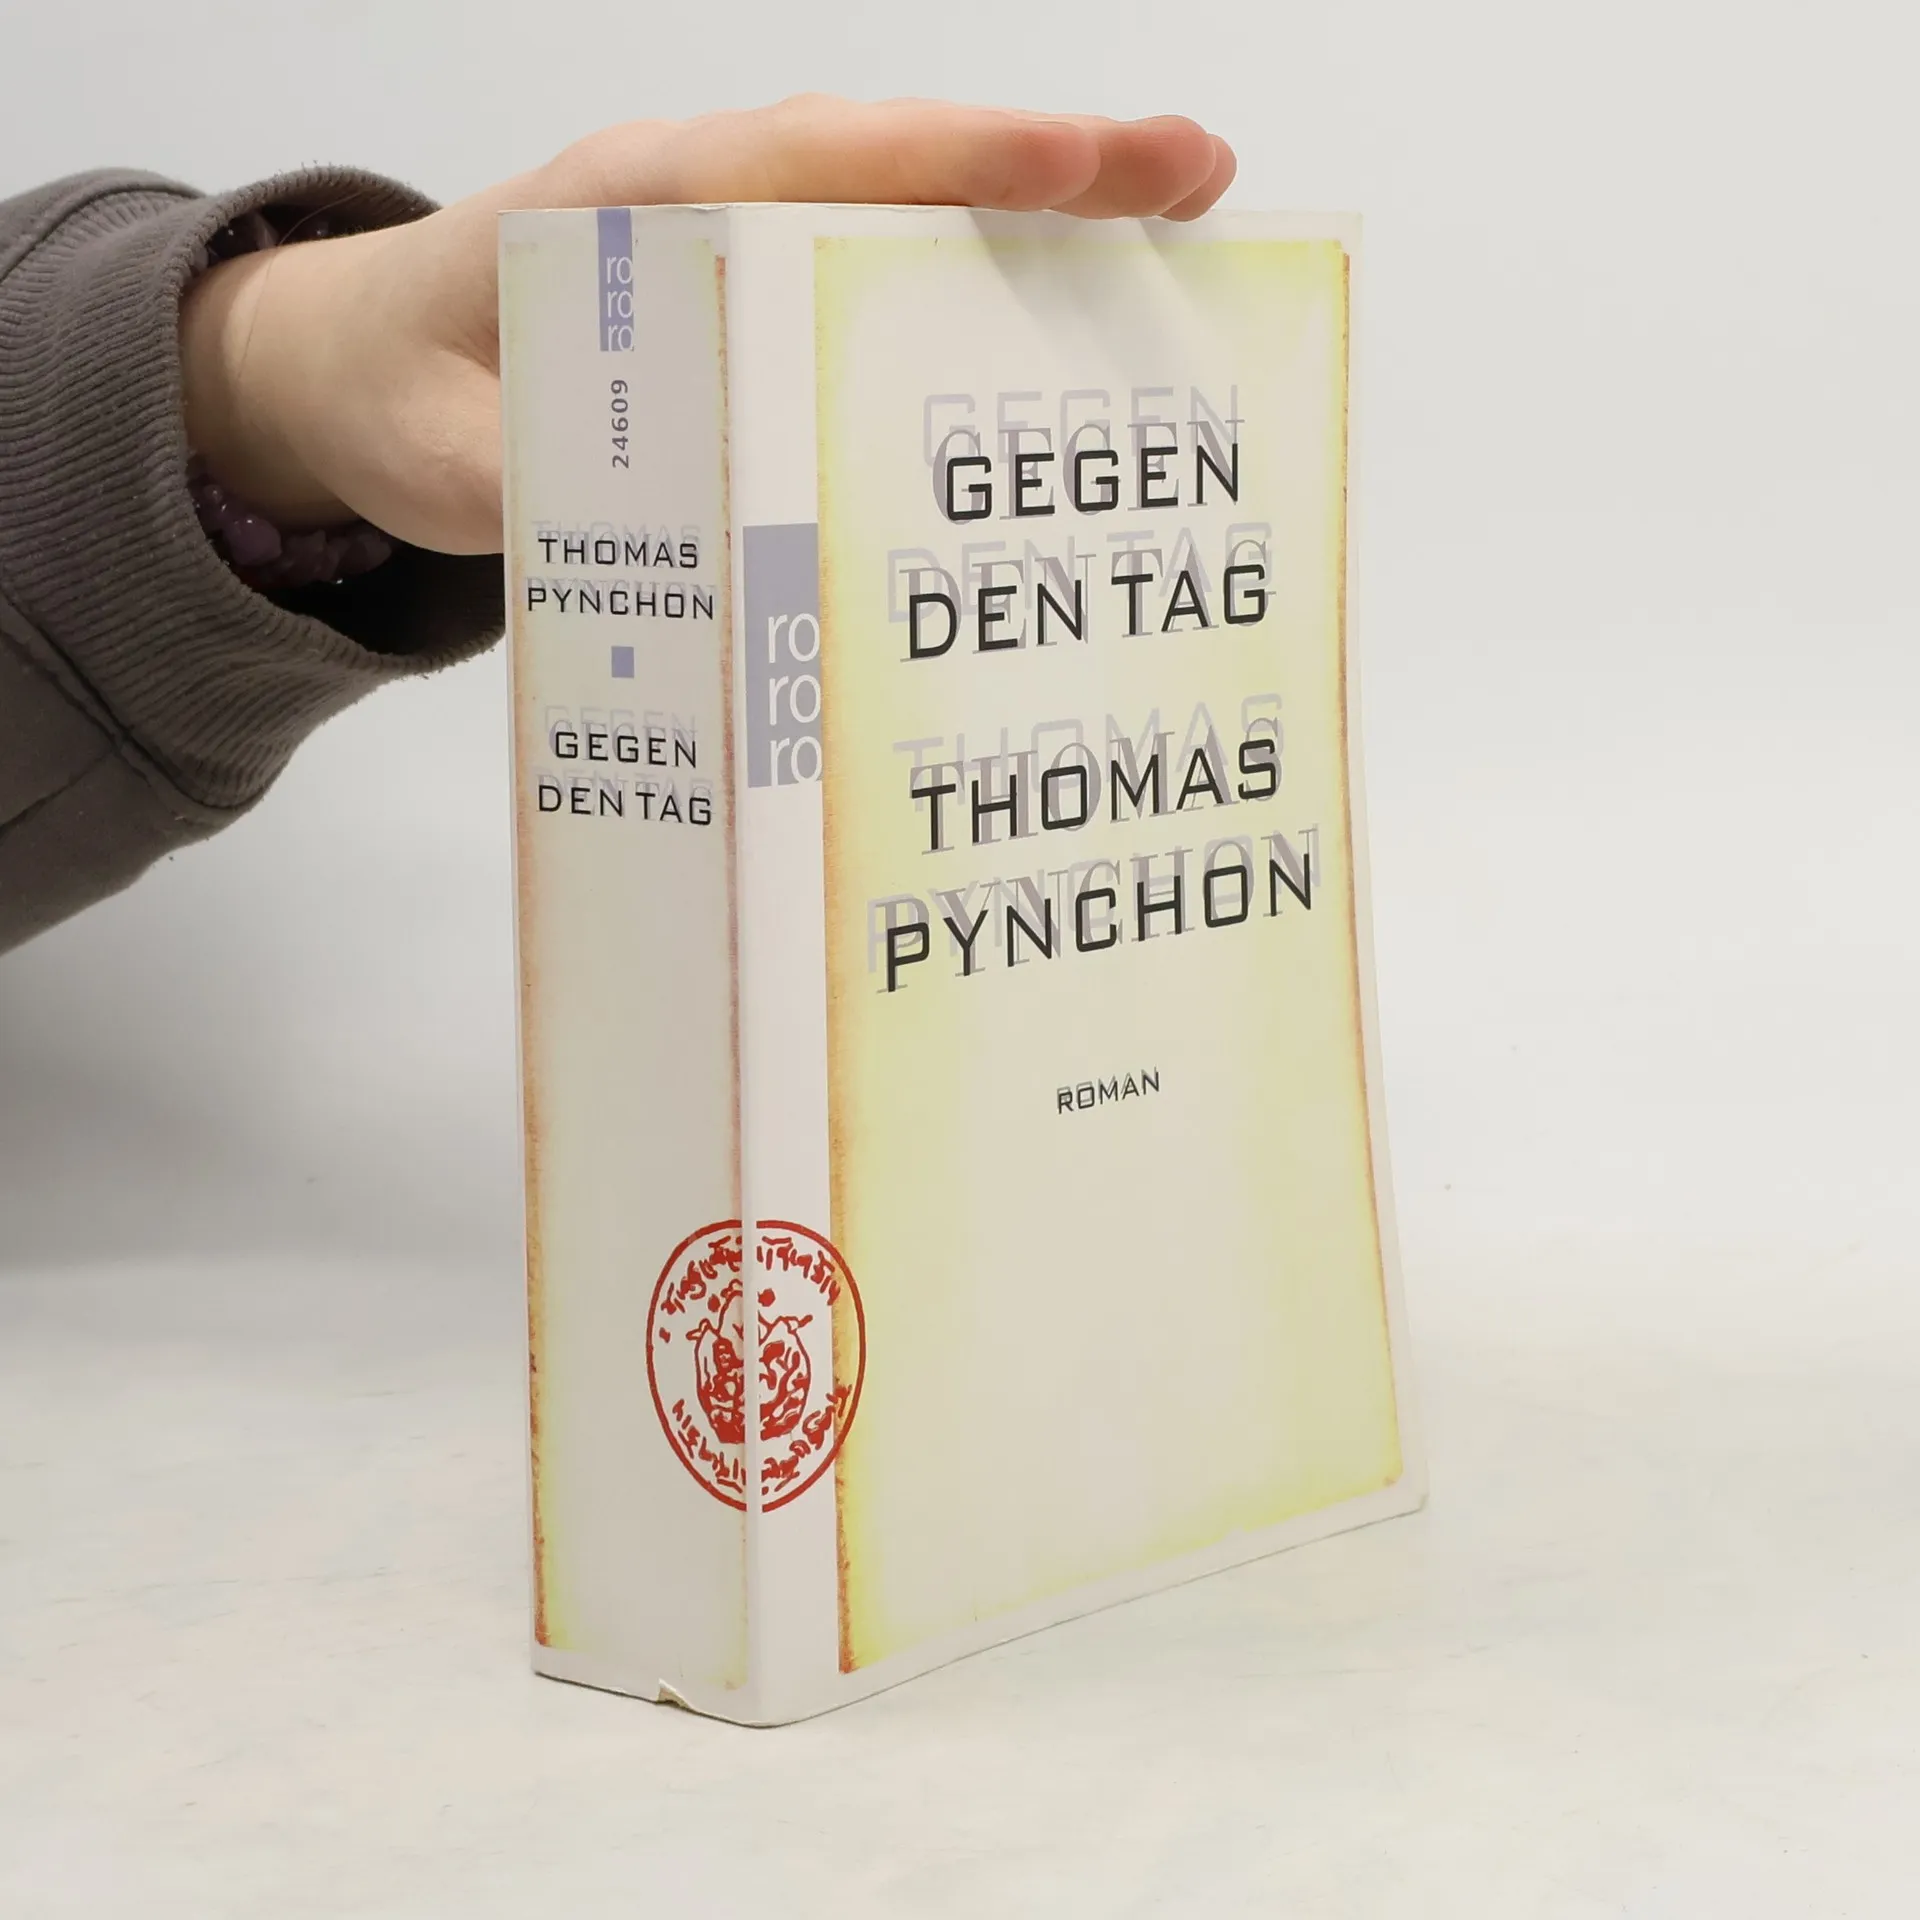 ro
ro
ro
24609
THOMAS
PYNCHON
GEGEN
DEN TAG
ro
ro
ro
GEGEN
DEN TAG
THOMAS
PYNCHON
ROMAN